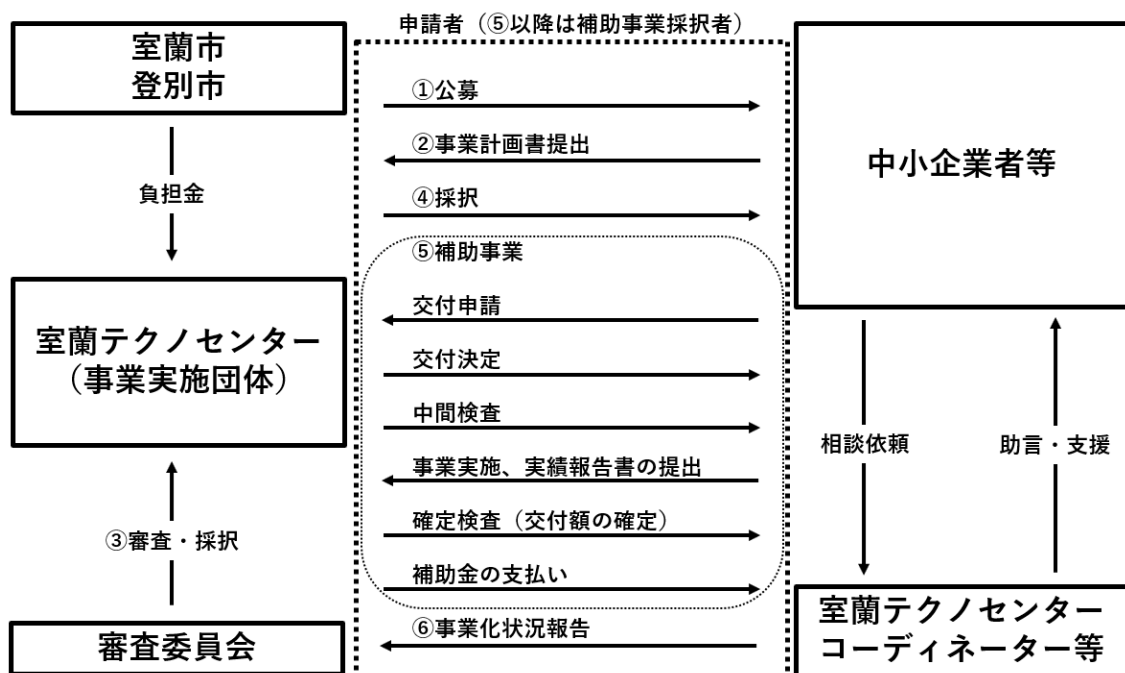 申請者（⑤以降は補助事業採択者）
室蘭市
登別市
負担金
室蘭テクノセンター
（事業実施団体）
③審査・採択
審査委員会
①公募
②事業計画書提出
④採択
⑤補助事業
交付申請
交付決定
中間検査
事業実施、実績報告書の提出
確定検査（交付額の確定）
補助金の支払い
⑥事業化状況報告
中小企業者等
相談依頼
助言・支援
室蘭テクノセンター
コーディネーター等